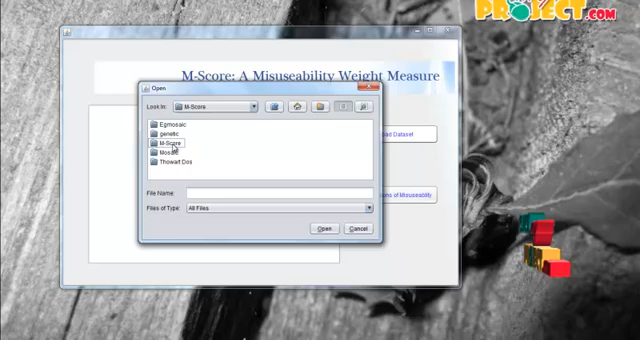 PROJECT.COM
M-Score: A Misuseability Weight Measure
Open
Look In: M-Score
Egmosaic
genetic
M-Score
Mosaic
Thowart Dos
ad Dataset
of Misuseability
File Name:
Files of Type: All Files
Open Cancel